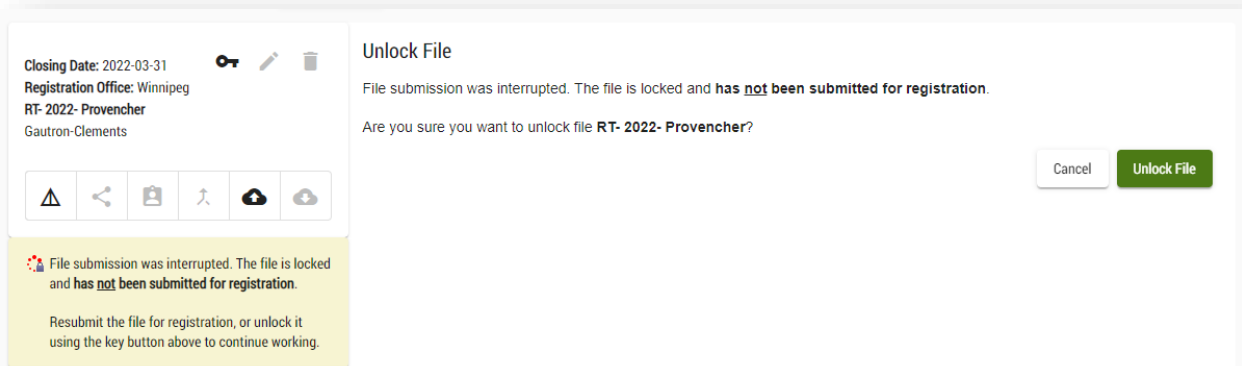 Closing Date: 2022-03-31
Registration Office: Winnipeg
RT- 2022- Provencher
Gautron-Clements
File submission was interrupted. The file is locked
and has not been submitted for registration.
Resubmit the file for registration, or unlock it
using the key button above to continue working.
Unlock File
File submission was interrupted. The file is locked and has not been submitted for registration.
Are you sure you want to unlock file RT- 2022- Provencher?
Cancel
Unlock File